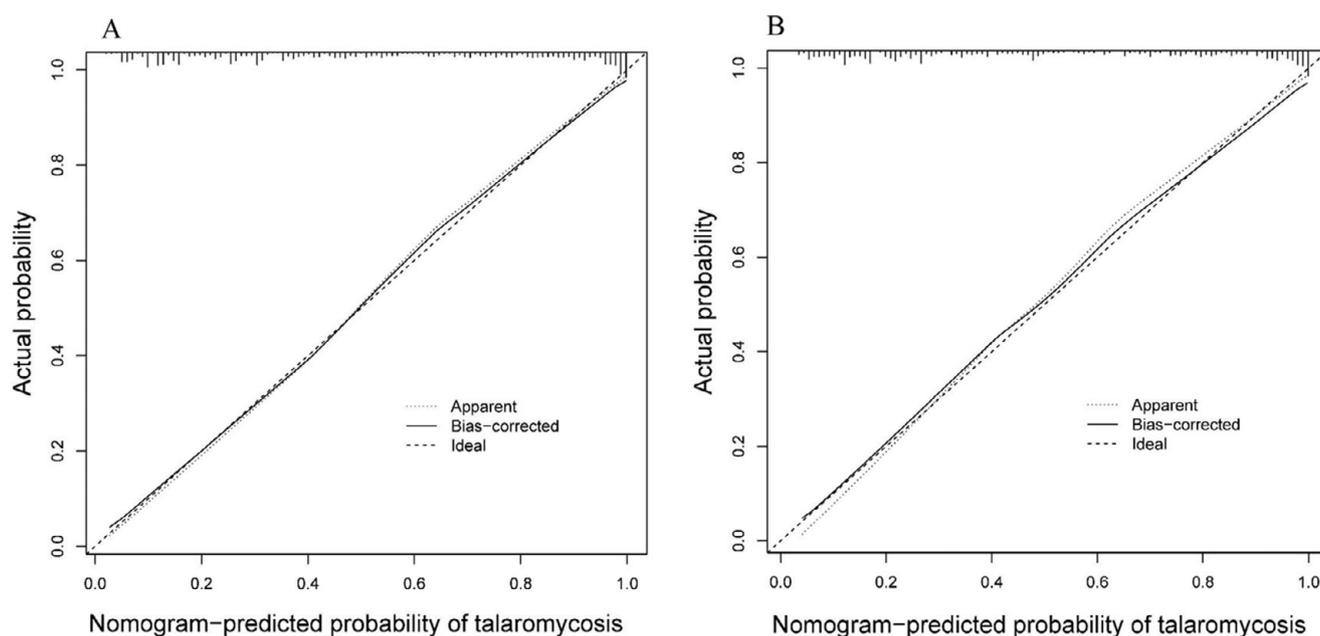 A
Actual probability
1.0
0.8
0.6
0.4
0.2
0.0
Apparent
Bias-corrected
Ideal
0.0 0.2 0.4 0.6 0.8 1.0
Nomogram-predicted probability of talaromycosis
B
Actual probability
1.0
0.8
0.6
0.4
0.2
0.0
Apparent
Bias-corrected
Ideal
0.0 0.2 0.4 0.6 0.8 1.0
Nomogram-predicted probability of talaromycosis